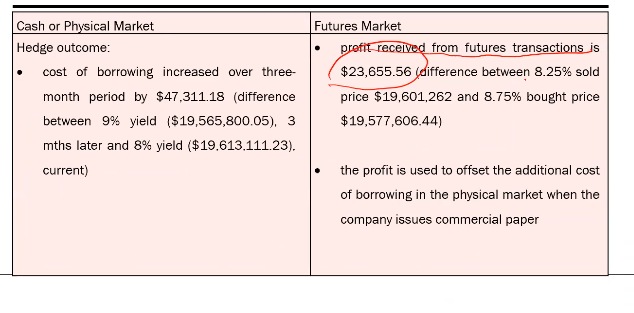 Cash or Physical Market
Hedge outcome:
• cost of borrowing increased over three-
month period by $47,311.18 (difference
between 9% yield ($19,565,800.05), 3
mths later and 8% yield ($19,613,111.23),
current)
Futures Market
• profit received from futures transactions is
$23,655.56 (difference between 8.25% sold
price $19,601,262 and 8.75% bought price
$19,577,606.44)
• the profit is used to offset the additional cost
of borrowing in the physical market when the
company issues commercial paper